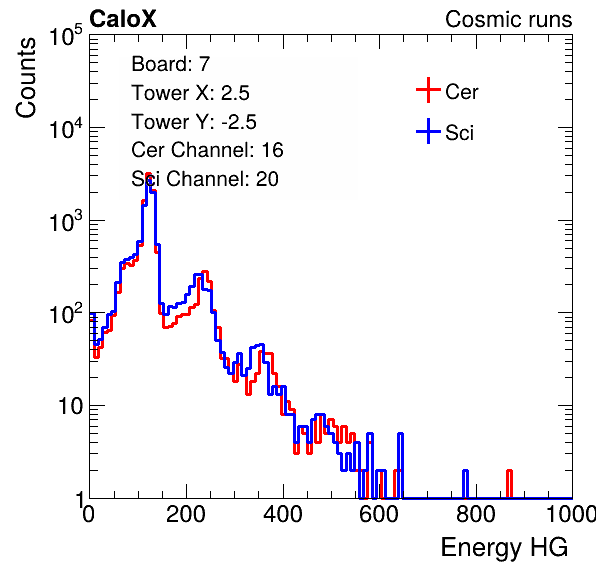 CaloX Cosmic runs
Counts
Board: 7
Tower X: 2.5
Tower Y: -2.5
Cer Channel: 16
Sci Channel: 20
Cer
Sci
10^5
10^4
10^3
10^2
10
1
0 200 400 600 800 1000
Energy HG